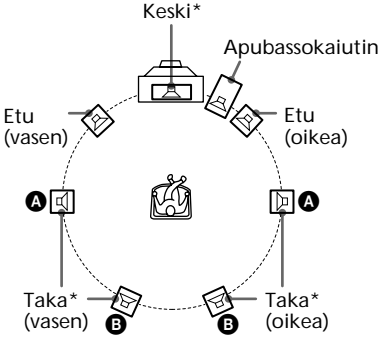 Keski*
Apubassokaiutin
Etu
(vasen)
Etu
(oikea)
A
A
Taka*
(vasen)
B
B
Taka*
(oikea)